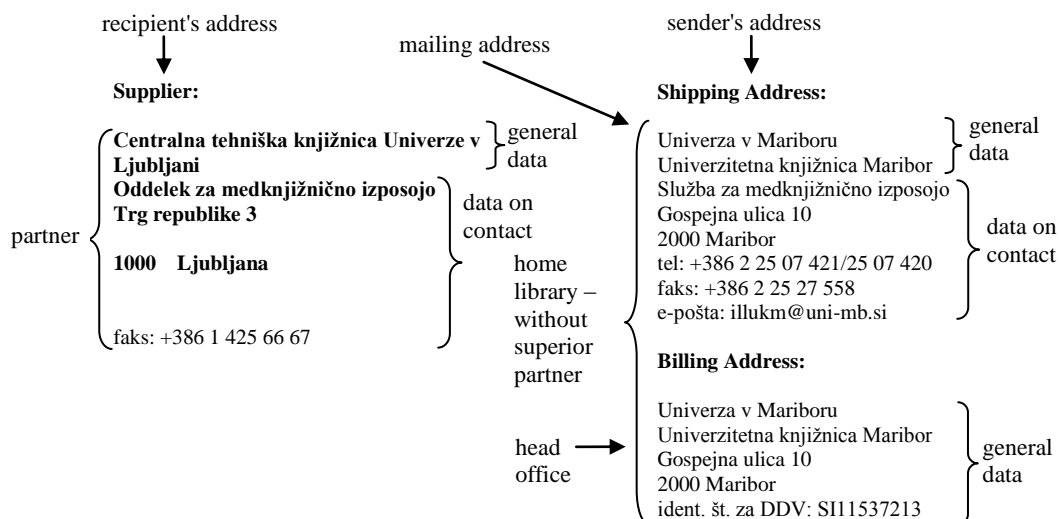 recipient's address
mailing address
sender's address
Supplier:
Centralna tehniška knjižnica Univerze v
Ljubljani
Oddelek za medknjižnično izposojo
Trg republike 3
1000 Ljubljana
faks: +386 1 425 66 67
general
data
data on
contact
partner
home
library –
without
superior
partner
head
office
Shipping Address:
Univerza v Mariboru
Univerzitetna knjižnica Maribor
Služba za medknjižnično izposojo
Gospejna ulica 10
2000 Maribor
tel: +386 2 25 07 421/25 07 420
faks: +386 2 25 27 558
e-pošta: illukm@uni-mb.si
general
data
data on
contact
Billing Address:
Univerza v Mariboru
Univerzitetna knjižnica Maribor
Gospejna ulica 10
2000 Maribor
ident. št. za DDV: SI11537213
general
data